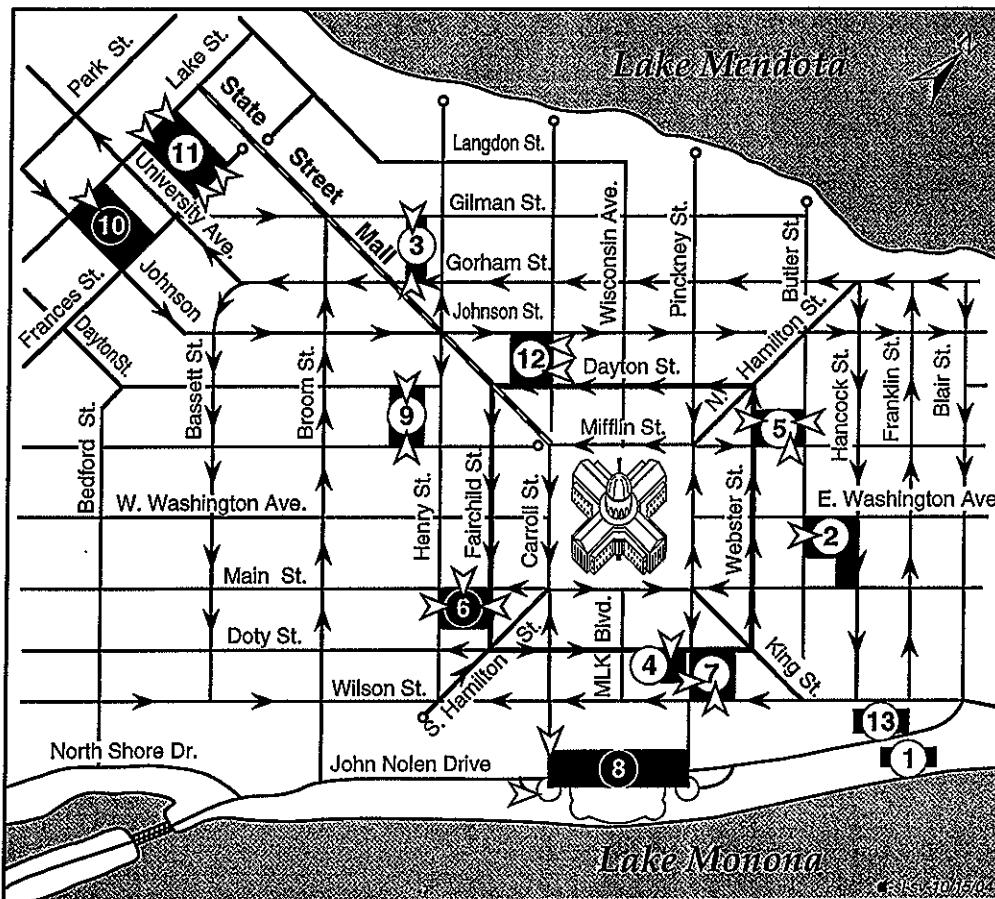 Lake Mendota
Park St.
Lake St.
State
Street
Mall
11
University Ave.
10
Langdon St.
Gilman St.
3
Gorham St.
Wisconsin Ave.
Pinckney St.
Butler St.
Johnson
Frances St.
Dayton St.
Johnson St.
12
Dayton St.
N. Hamilton St.
Hancock St.
Franklin St.
Blair St.
Bedford St.
Bassett St.
Broom St.
9
Mifflin St.
5
Henry St.
Fairchild St.
Carroll St.
Webster St.
W. Washington Ave.
E. Washington Ave
2
Main St.
6
MLK Blvd.
Doty St.
4
7
King St.
Wilson St.
S. Hamilton St.
13
North Shore Dr.
John Nolen Drive
8
1
Lake Monona